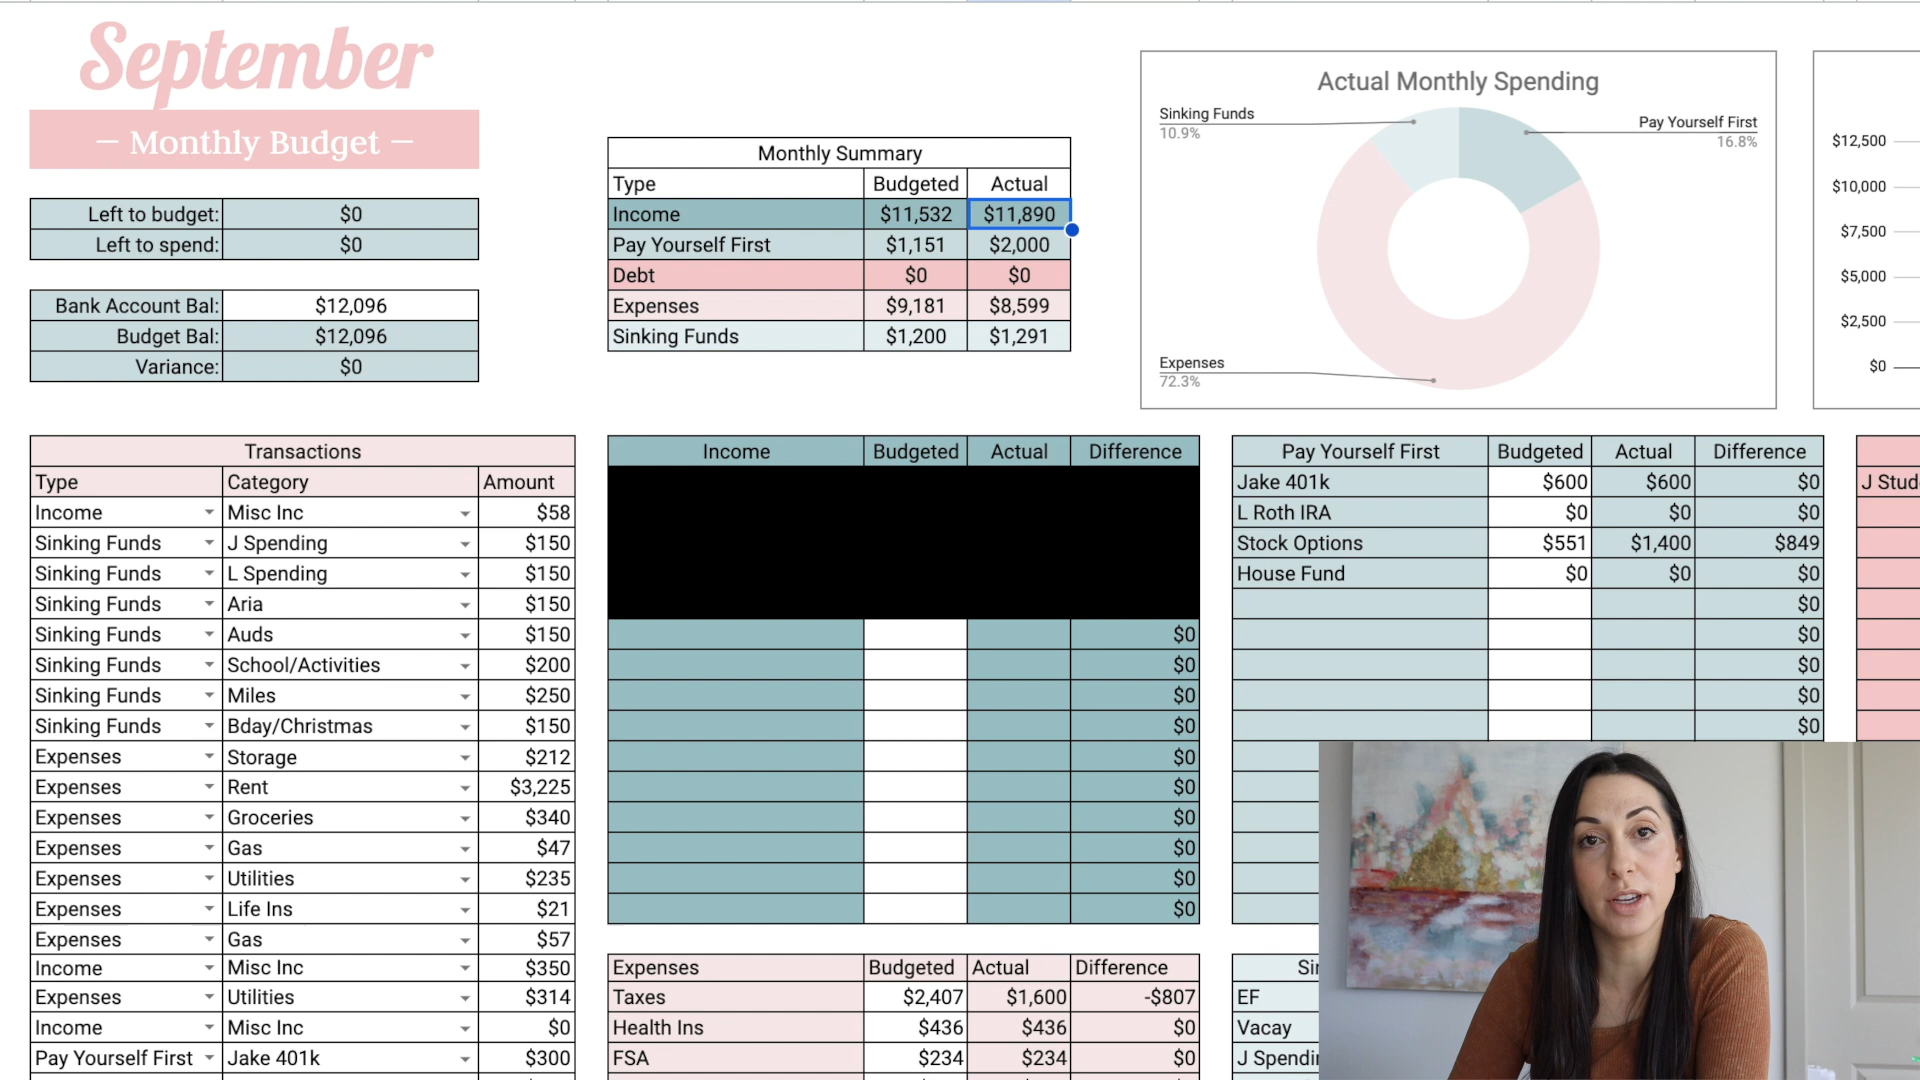 September
— Monthly Budget —
Left to budget: $0
Left to spend: $0
Bank Account Bal: $12,096
Budget Bal: $12,096
Variance: $0
Monthly Summary
Type Budgeted Actual
Income $11,532 $11,890
Pay Yourself First $1,151 $2,000
Debt $0 $0
Expenses $9,181 $8,599
Sinking Funds $1,200 $1,291
Actual Monthly Spending
Sinking Funds
10.9%
Pay Yourself First
16.8%
Expenses
72.3%
$12,500
$10,000
$7,500
$5,000
$2,500
$0
Transactions
Type Category Amount
Income Misc Inc $58
Sinking Funds J Spending $150
Sinking Funds L Spending $150
Sinking Funds Aria $150
Sinking Funds Auds $150
Sinking Funds School/Activities $200
Sinking Funds Miles $250
Sinking Funds Bday/Christmas $150
Expenses Storage $212
Expenses Rent $3,225
Expenses Groceries $340
Expenses Gas $47
Expenses Utilities $235
Expenses Life Ins $21
Expenses Gas $57
Income Misc Inc $350
Expenses Utilities $314
Income Misc Inc $0
Pay Yourself First Jake 401k $300
Income Budgeted Actual Difference
$0
$0
$0
$0
$0
$0
$0
$0
$0
$0
Expenses Budgeted Actual Difference
Taxes $2,407 $1,600 -$807
Health Ins $436 $436 $0
FSA $234 $234 $0
Pay Yourself First Budgeted Actual Difference
Jake 401k $600 $600 $0
L Roth IRA $0 $0 $0
Stock Options $551 $1,400 $849
House Fund $0 $0 $0
$0
$0
$0
$0
$0
Si
EF
Vacay
J Spendi
J Stud